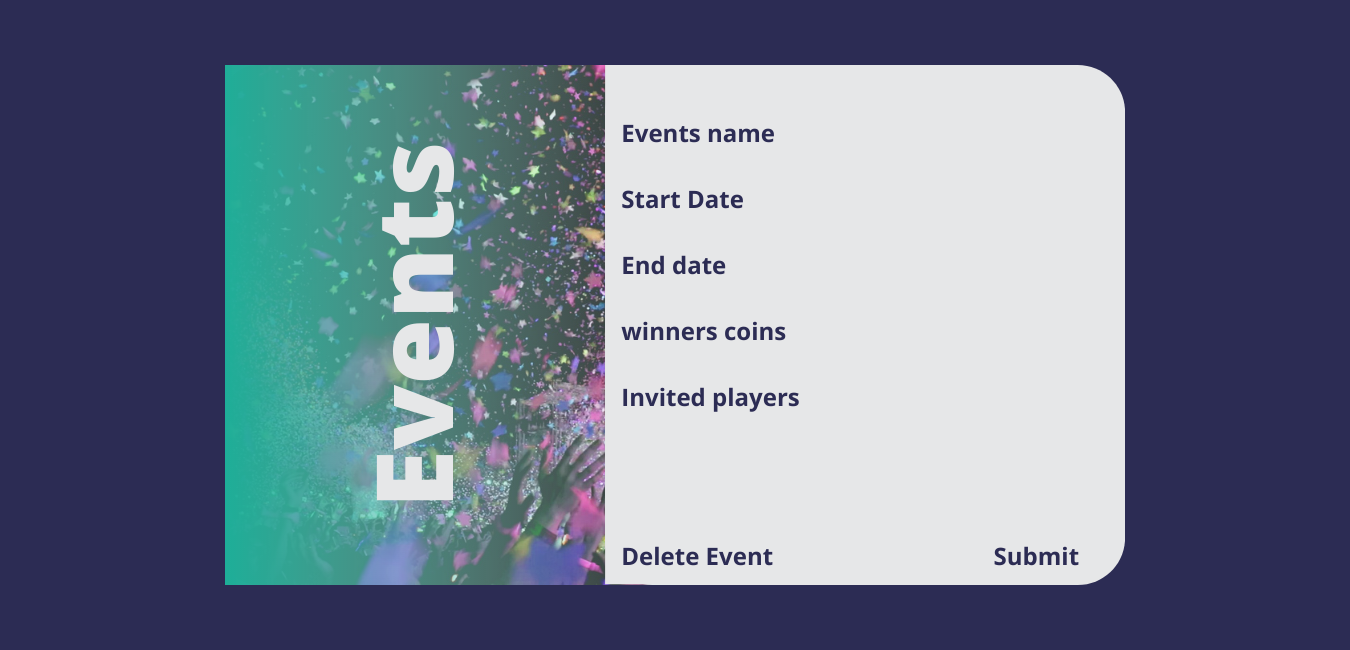 Events
Events name
Start Date
End date
winners coins
Invited players
Delete Event
Submit